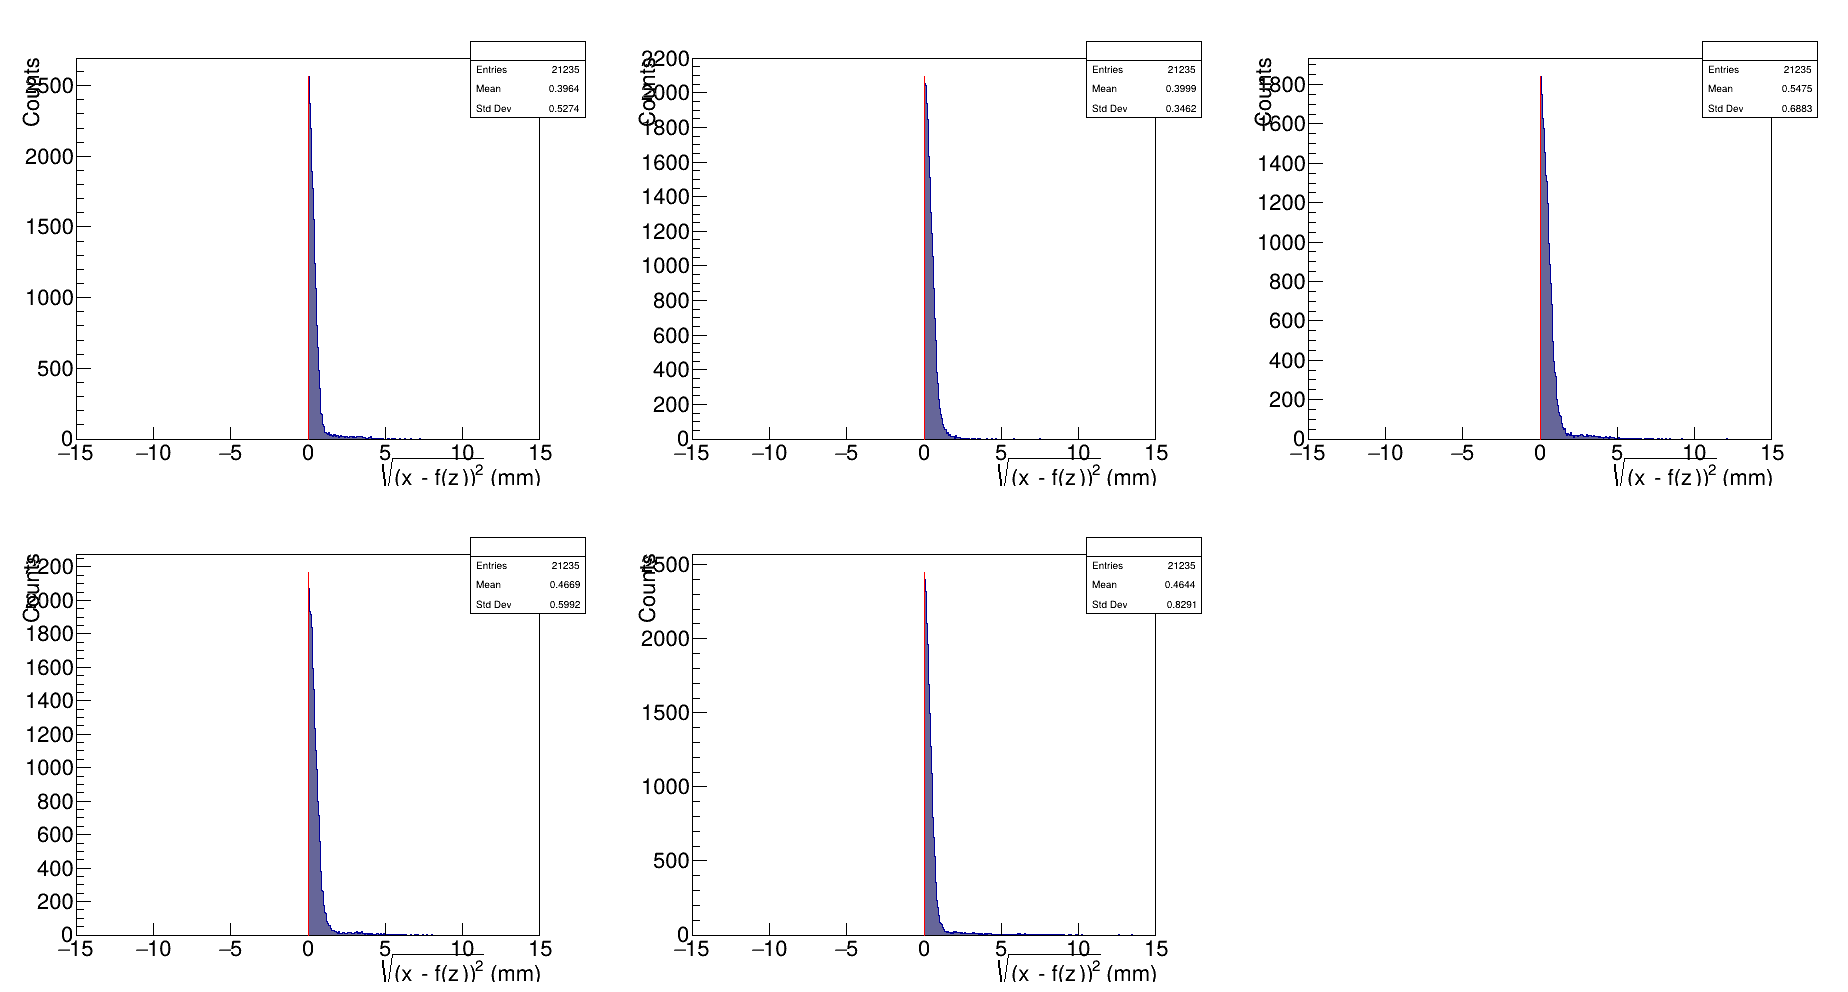 Counts
Entries 21235
Mean 0.3964
Std Dev 0.5274
2500
2000
1500
1000
500
0
−15 −10 −5 0 5 10 15
√(x - f(z))² (mm)
Counts
Entries 21235
Mean 0.3999
Std Dev 0.3462
2200
2000
1800
1600
1400
1200
1000
800
600
400
200
0
−15 −10 −5 0 5 10 15
√(x - f(z))² (mm)
Counts
Entries 21235
Mean 0.5475
Std Dev 0.6883
1800
1600
1400
1200
1000
800
600
400
200
0
−15 −10 −5 0 5 10 15
√(x - f(z))² (mm)
Counts
Entries 21235
Mean 0.4669
Std Dev 0.5992
2200
2000
1800
1600
1400
1200
1000
800
600
400
200
0
−15 −10 −5 0 5 10 15
√(x - f(z))² (mm)
Counts
Entries 21235
Mean 0.4644
Std Dev 0.8291
2500
2000
1500
1000
500
0
−15 −10 −5 0 5 10 15
√(x - f(z))² (mm)